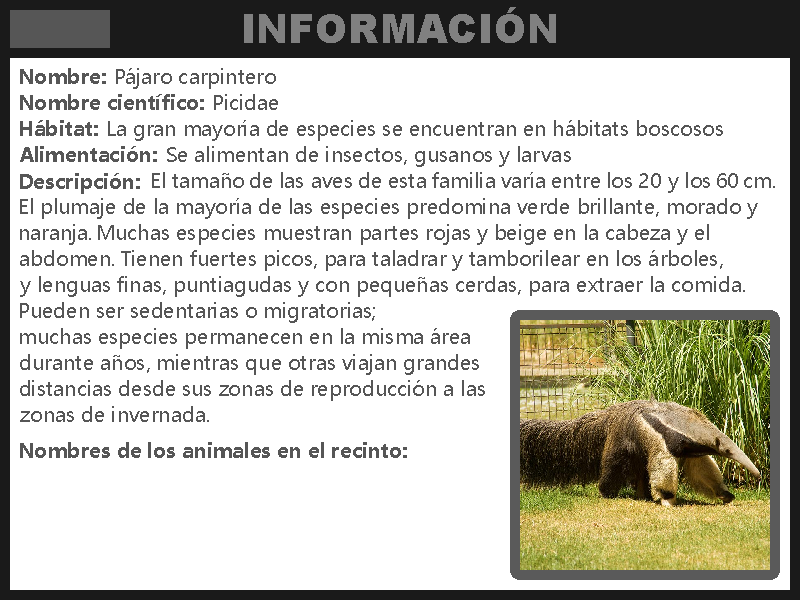 INFORMACIÓN
Nombre: Pájaro carpintero
Nombre científico: Picidae
Hábitat: La gran mayoría de especies se encuentran en hábitats boscosos
Alimentación: Se alimentan de insectos, gusanos y larvas
Descripción: El tamaño de las aves de esta familia varía entre los 20 y los 60 cm.
El plumaje de la mayoría de las especies predomina verde brillante, morado y
naranja. Muchas especies muestran partes rojas y beige en la cabeza y el
abdomen. Tienen fuertes picos, para taladrar y tamborilear en los árboles,
y lenguas finas, puntiagudas y con pequeñas cerdas, para extraer la comida.
Pueden ser sedentarias o migratorias;
muchas especies permanecen en la misma área
durante años, mientras que otras viajan grandes
distancias desde sus zonas de reproducción a las
zonas de invernada.
Nombres de los animales en el recinto: